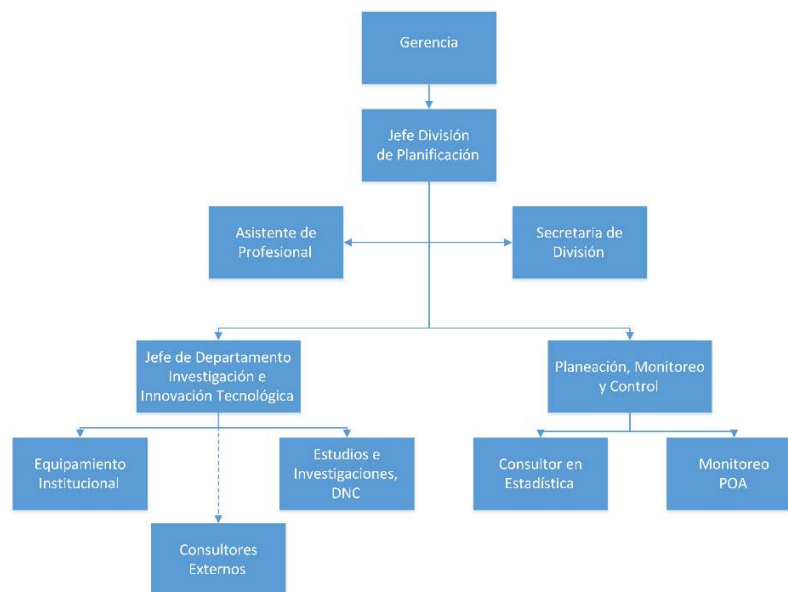 Gerencia
Jefe División
de Planificación
Asistente de
Profesional
Secretaria de
División
Jefe de Departamento
Investigación e
Innovación Tecnológica
Planeación, Monitoreo
y Control
Equipamiento
Institucional
Estudios e
Investigaciones,
DNC
Consultor en
Estadística
Monitoreo
POA
Consultores
Externos